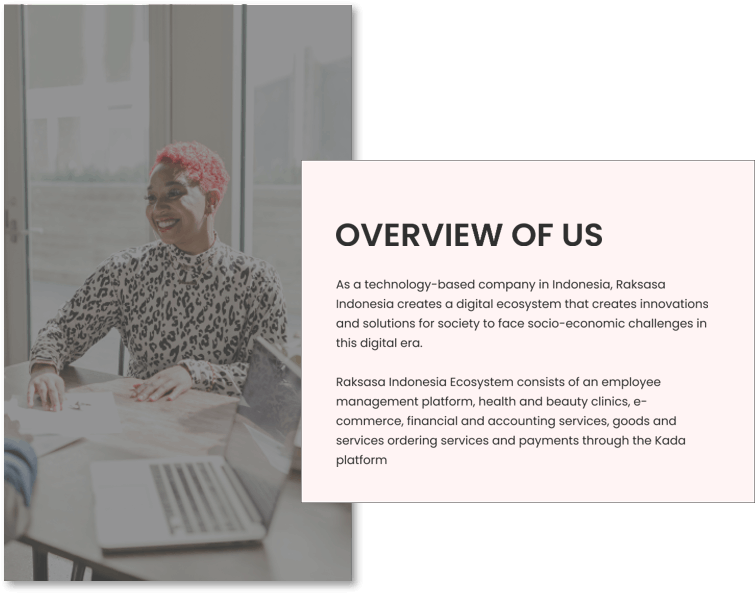 OVERVIEW OF US
As a technology-based company in Indonesia, Raksasa
Indonesia creates a digital ecosystem that creates innovations
and solutions for society to face socio-economic challenges in
this digital era.
Raksasa Indonesia Ecosystem consists of an employee
management platform, health and beauty clinics, e-
commerce, financial and accounting services, goods and
services ordering services and payments through the Kada
platform